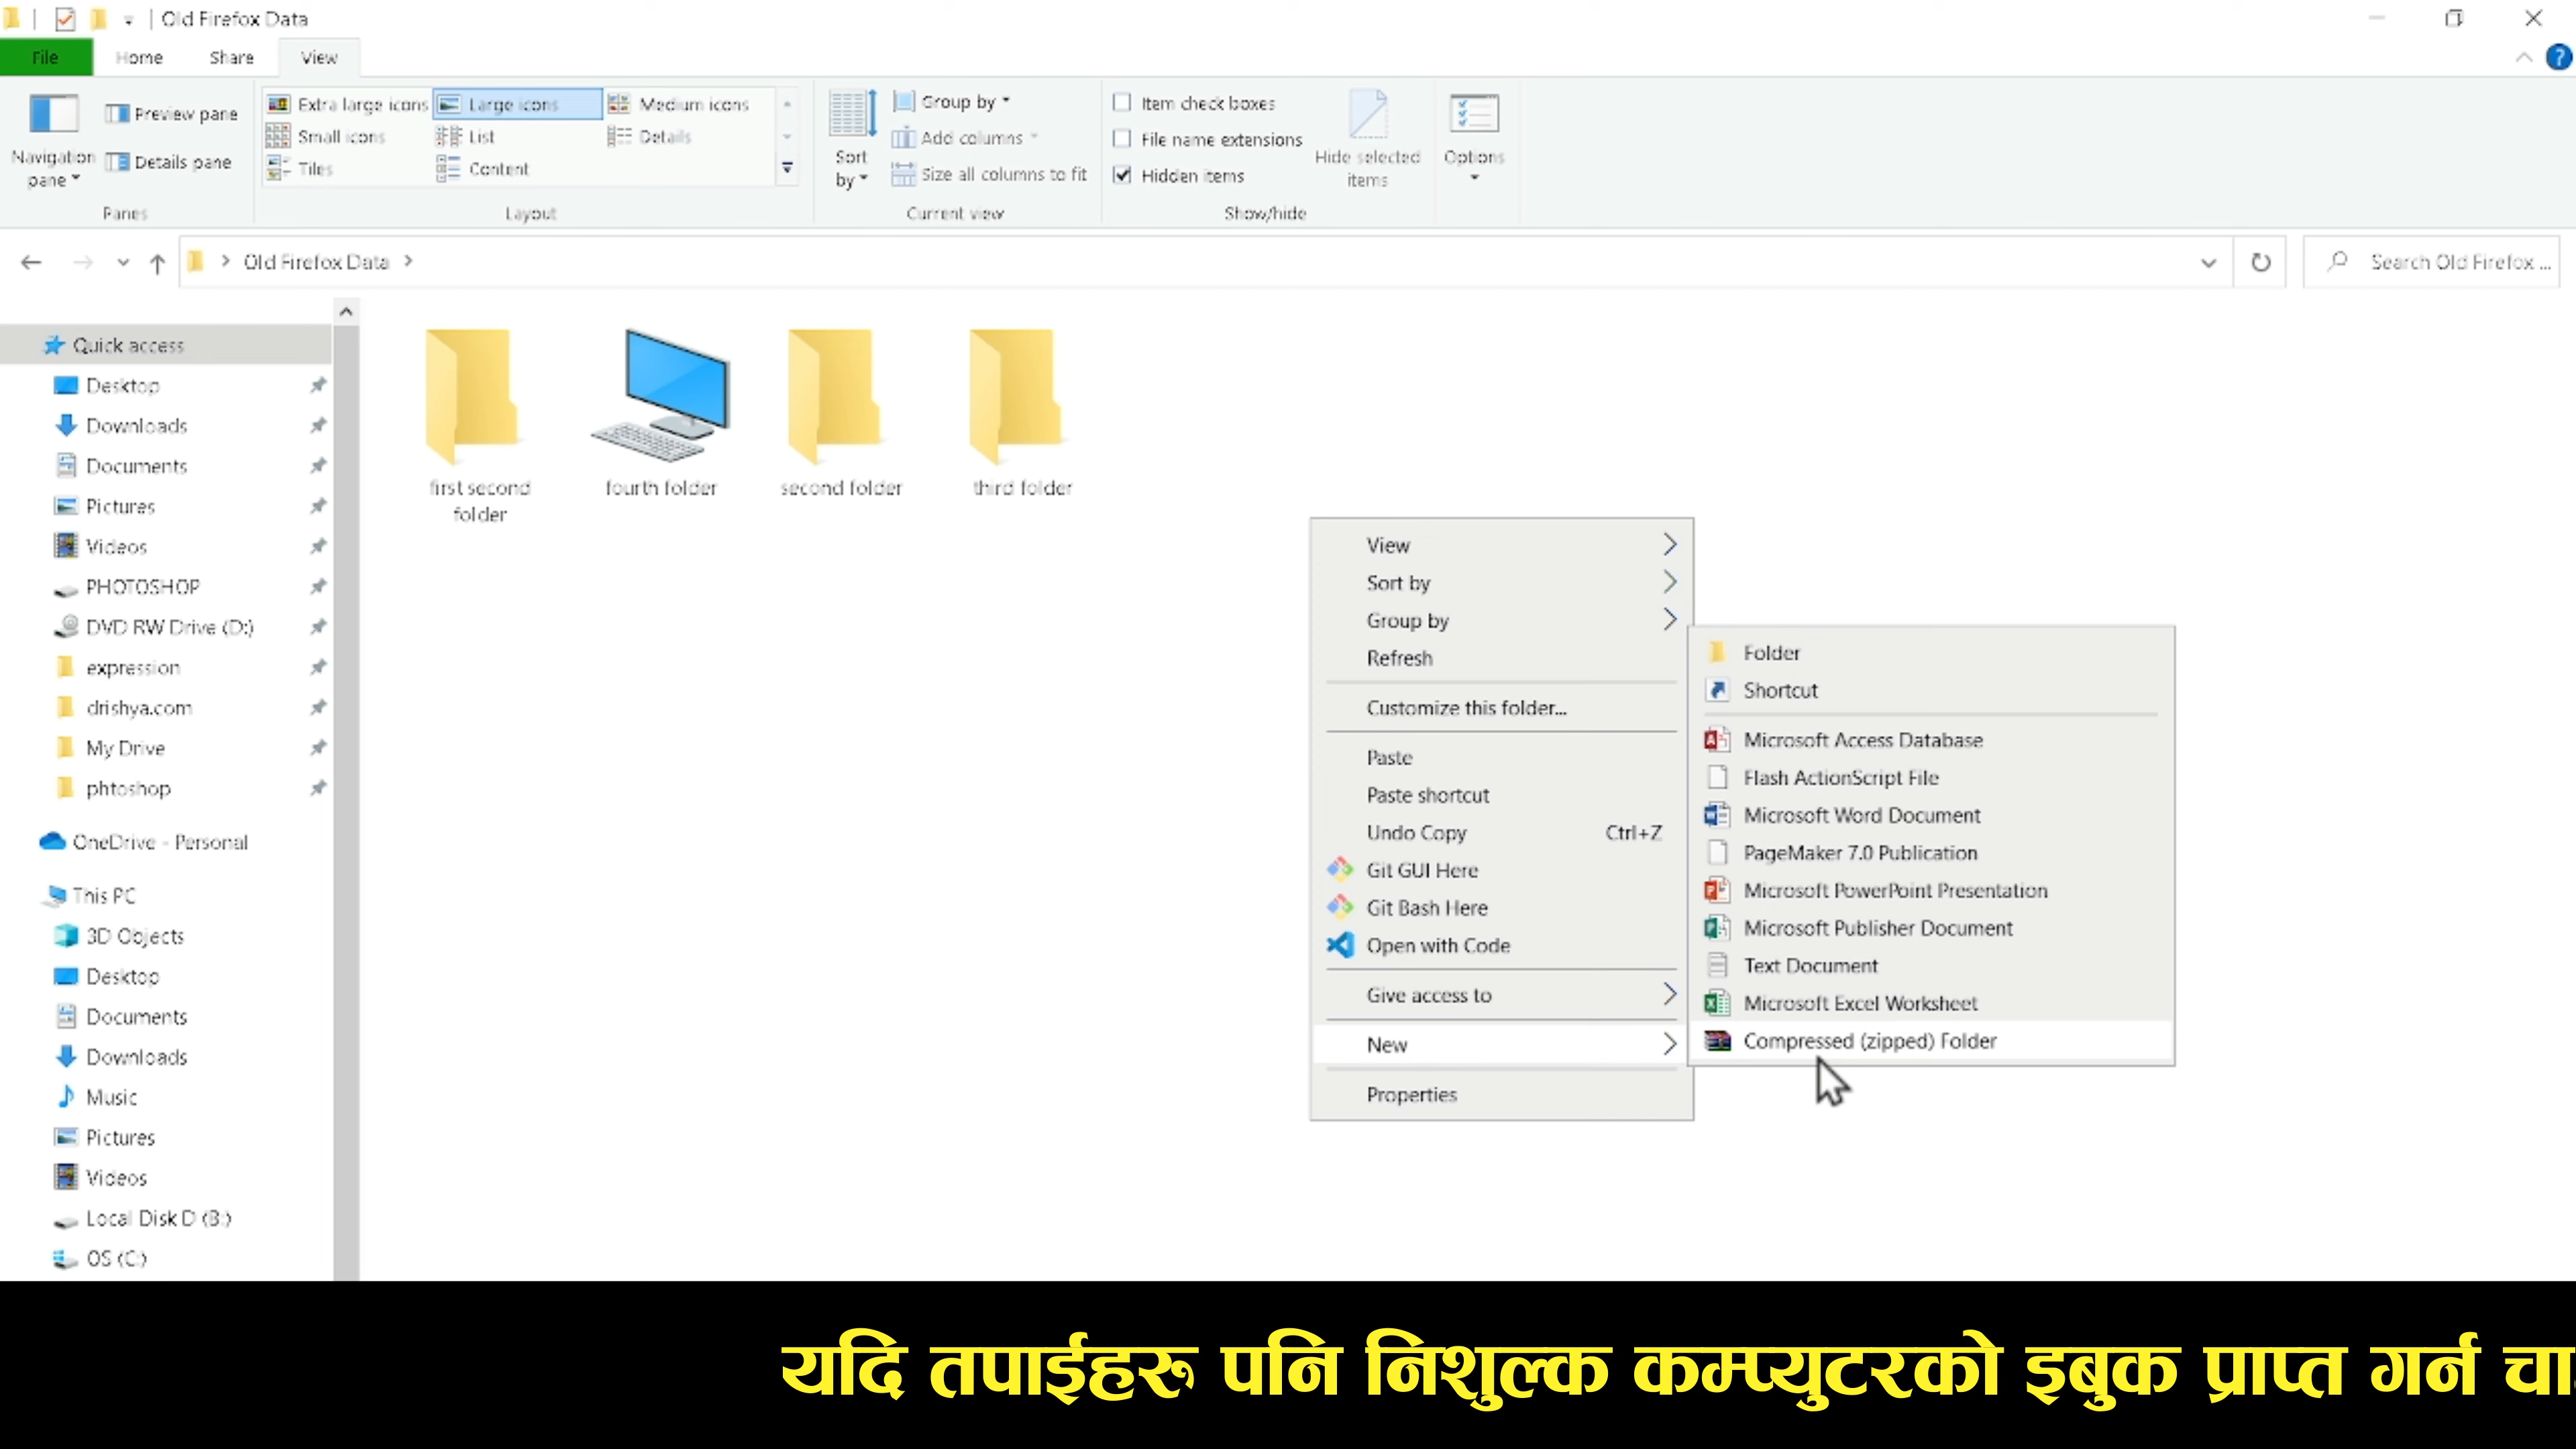 Old Firefox Data
File Home Share View
Navigation pane
Preview pane
Details pane
Panes
Extra large icons Large icons Medium icons
Small icons List Details
Tiles Content
Layout
Sort by
Group by
Add columns
Size all columns to fit
Current view
Item check boxes
File name extensions
Hidden items
Hide selected items
Show/hide
Options
Old Firefox Data
Search Old Firefox ...
Quick access
Desktop
Downloads
Documents
Pictures
Videos
PHOTOSHOP
DVD RW Drive (D:)
expression
drishya.com
My Drive
phtoshop
OneDrive - Personal
This PC
3D Objects
Desktop
Documents
Downloads
Music
Pictures
Videos
Local Disk D (B:)
OS (C:)
first second folder
fourth folder
second folder
third folder
View
Sort by
Group by
Refresh
Customize this folder...
Paste
Paste shortcut
Undo Copy Ctrl+Z
Git GUI Here
Git Bash Here
Open with Code
Give access to
New
Properties
Folder
Shortcut
Microsoft Access Database
Flash ActionScript File
Microsoft Word Document
PageMaker 7.0 Publication
Microsoft PowerPoint Presentation
Microsoft Publisher Document
Text Document
Microsoft Excel Worksheet
Compressed (zipped) Folder
यदि तपाईहरु पनि निशुल्क कम्प्युटरको इबुक प्राप्त गर्न